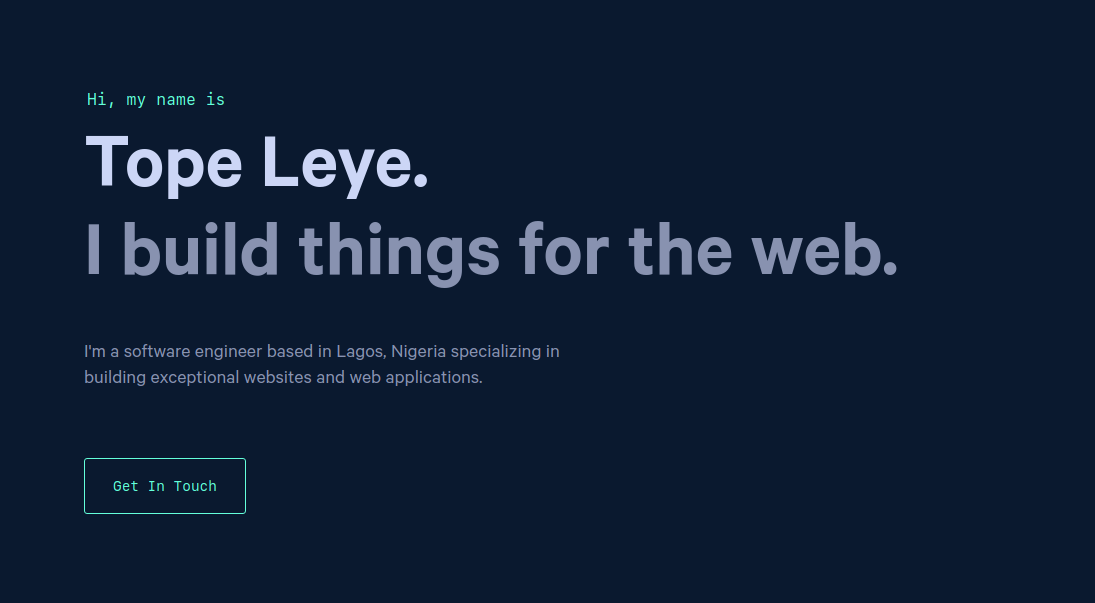 Hi, my name is
Tope Leye.
I build things for the web.
I'm a software engineer based in Lagos, Nigeria specializing in
building exceptional websites and web applications.
Get In Touch